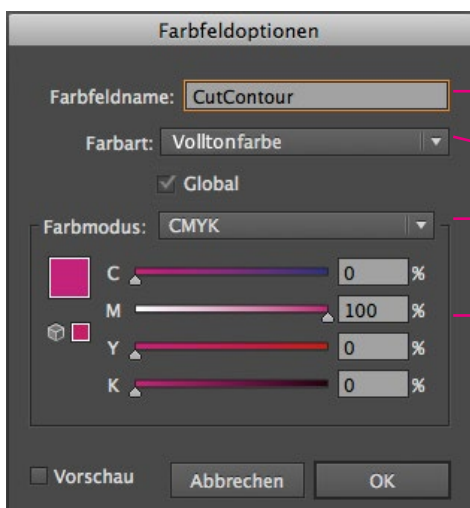 Farbfeldoptionen
Farbfeldname: CutContour
Farbart: Volltonfarbe
Global
Farbmodus: CMYK
C 0 %
M 100 %
Y 0 %
K 0 %
Vorschau Abbrechen OK